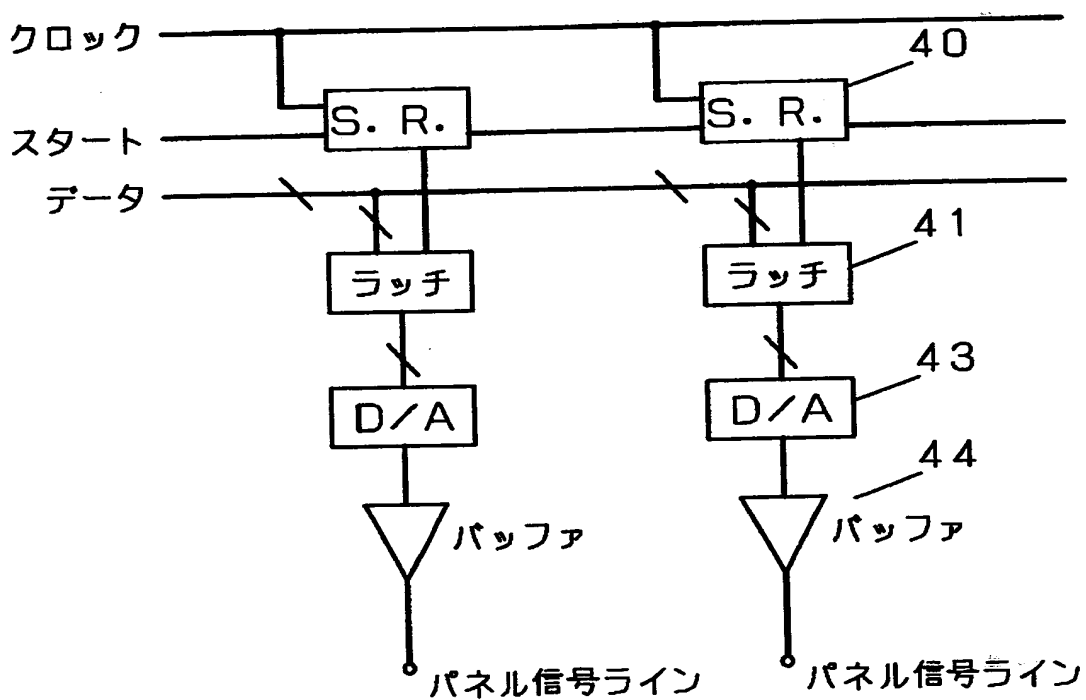 クロック
40
S. R.
S. R.
スタート
データ
41
ラッチ
ラッチ
43
D/A
D/A
44
バッファ
バッファ
パネル信号ライン
パネル信号ライン